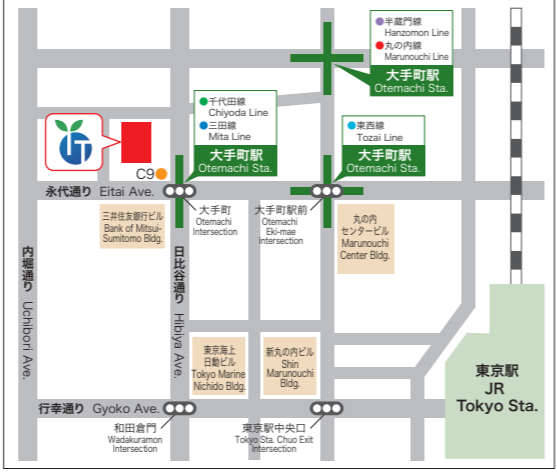 半蔵門線
Hanzomon Line
丸の内線
Marunouchi Line
大手町駅
Otemachi Sta.
千代田線
Chiyoda Line
三田線
Mita Line
大手町駅
Otemachi Sta.
東西線
Tozai Line
大手町駅
Otemachi Sta.
IT
C9
永代通り Eitai Ave.
三井住友銀行ビル
Bank of Mitsui-
Sumitomo Bldg.
大手町
Otemachi
Intersection
大手町駅前
Otemachi
Eki-mae
Intersection
丸の内
センタービル
Marunouchi
Center Bldg.
内堀通り Uchibori Ave.
日比谷通り Hibiya Ave.
東京海上
日動ビル
Tokyo Marine
Nichido Bldg.
新丸の内ビル
Shin
Marunouchi
Bldg.
東京駅
JR
Tokyo Sta.
行幸通り Gyoko Ave.
和田倉門
Wadakuramon
Intersection
東京駅中央口
Tokyo Sta. Chuo Exit
Intersection